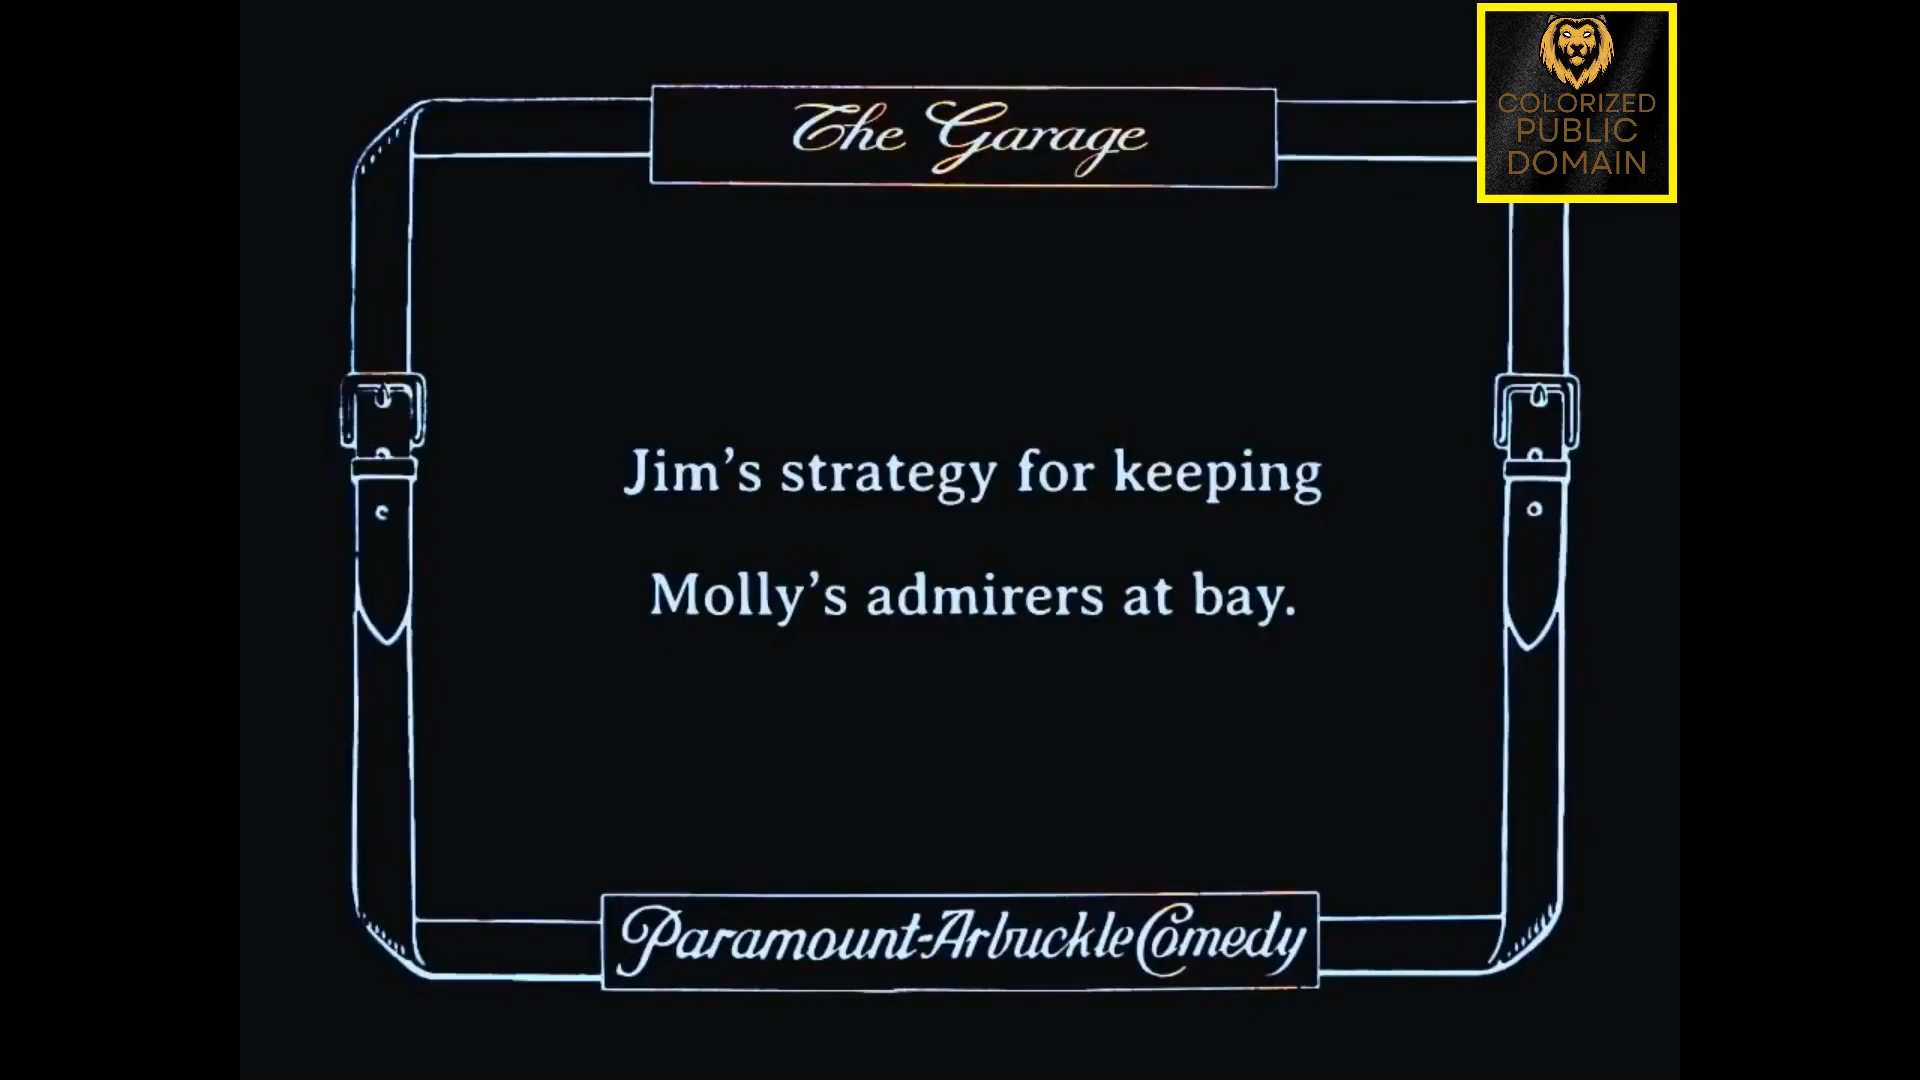 The Garage
COLORIZED
PUBLIC
DOMAIN
Jim's strategy for keeping
Molly's admirers at bay.
Paramount-Arbuckle Comedy